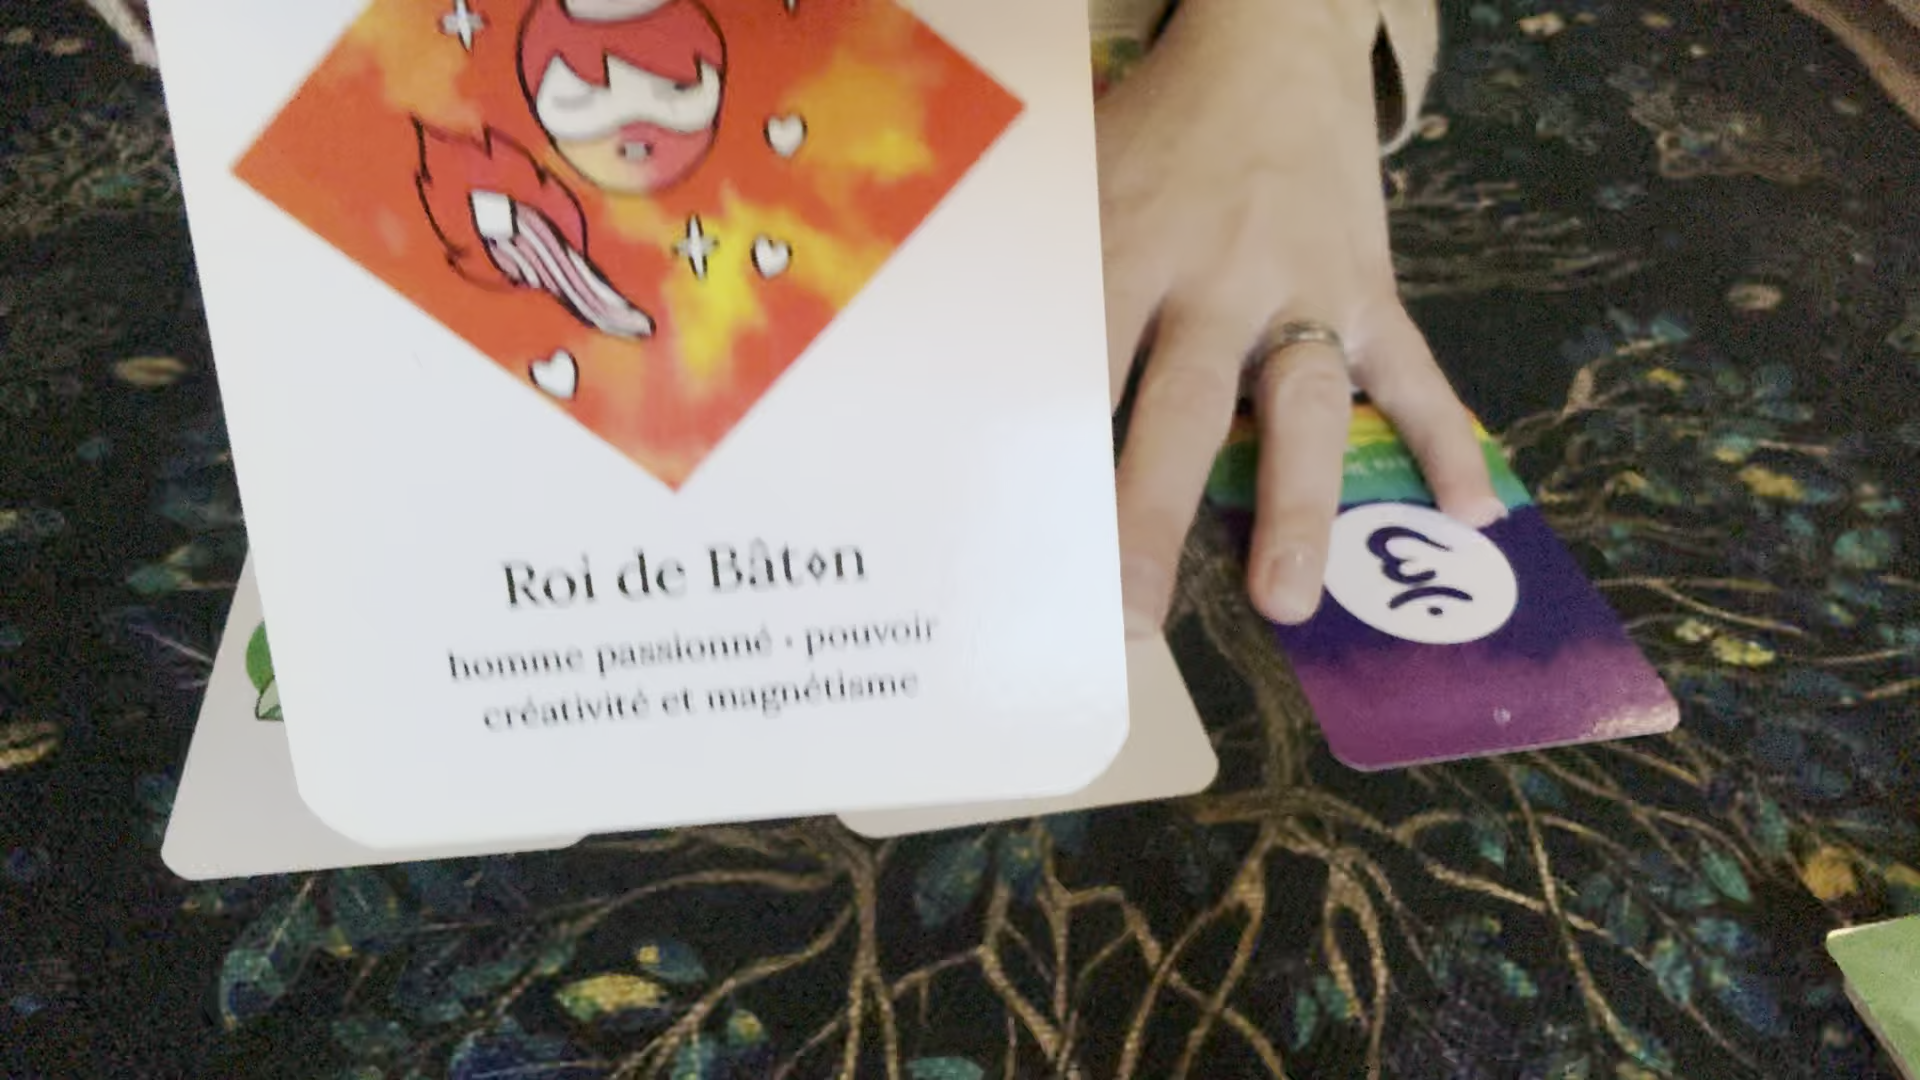 Roi de Bâton
homme passionné · pouvoir
créativité et magnétisme